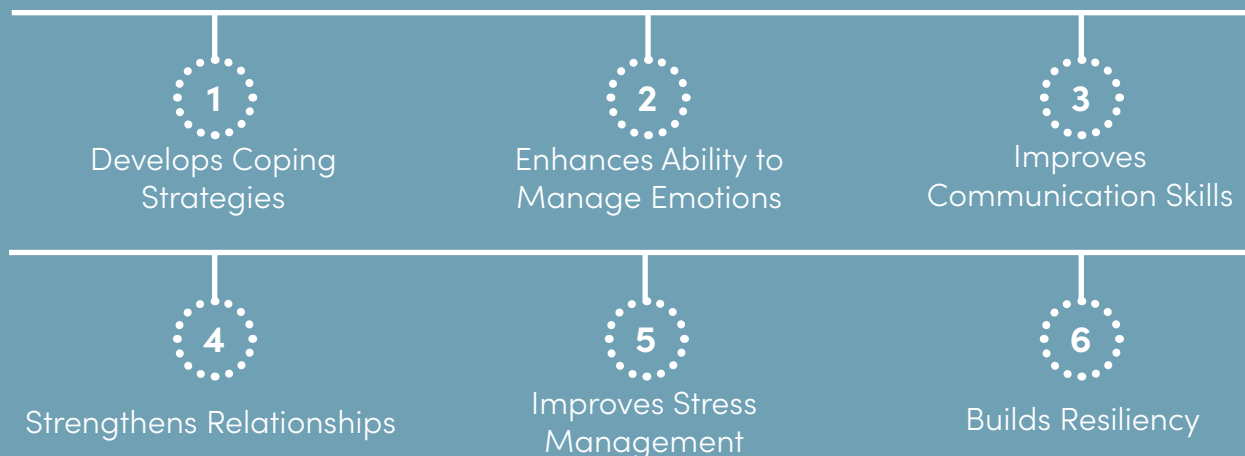 1
Develops Coping
Strategies
2
Enhances Ability to
Manage Emotions
3
Improves
Communication Skills
4
Strengthens Relationships
5
Improves Stress
Management
6
Builds Resiliency